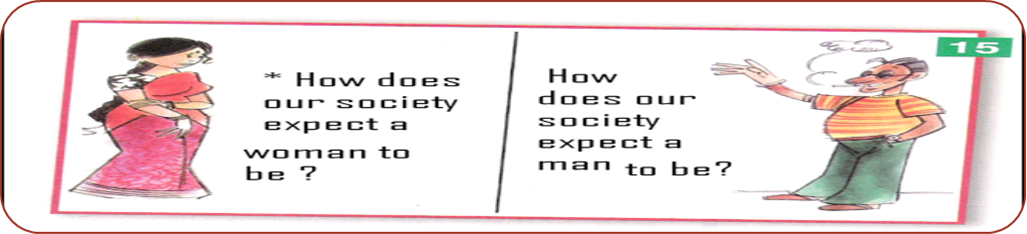 * How does
our society
expect a
woman to
be ?
How
does our
society
expect a
man to be?
15